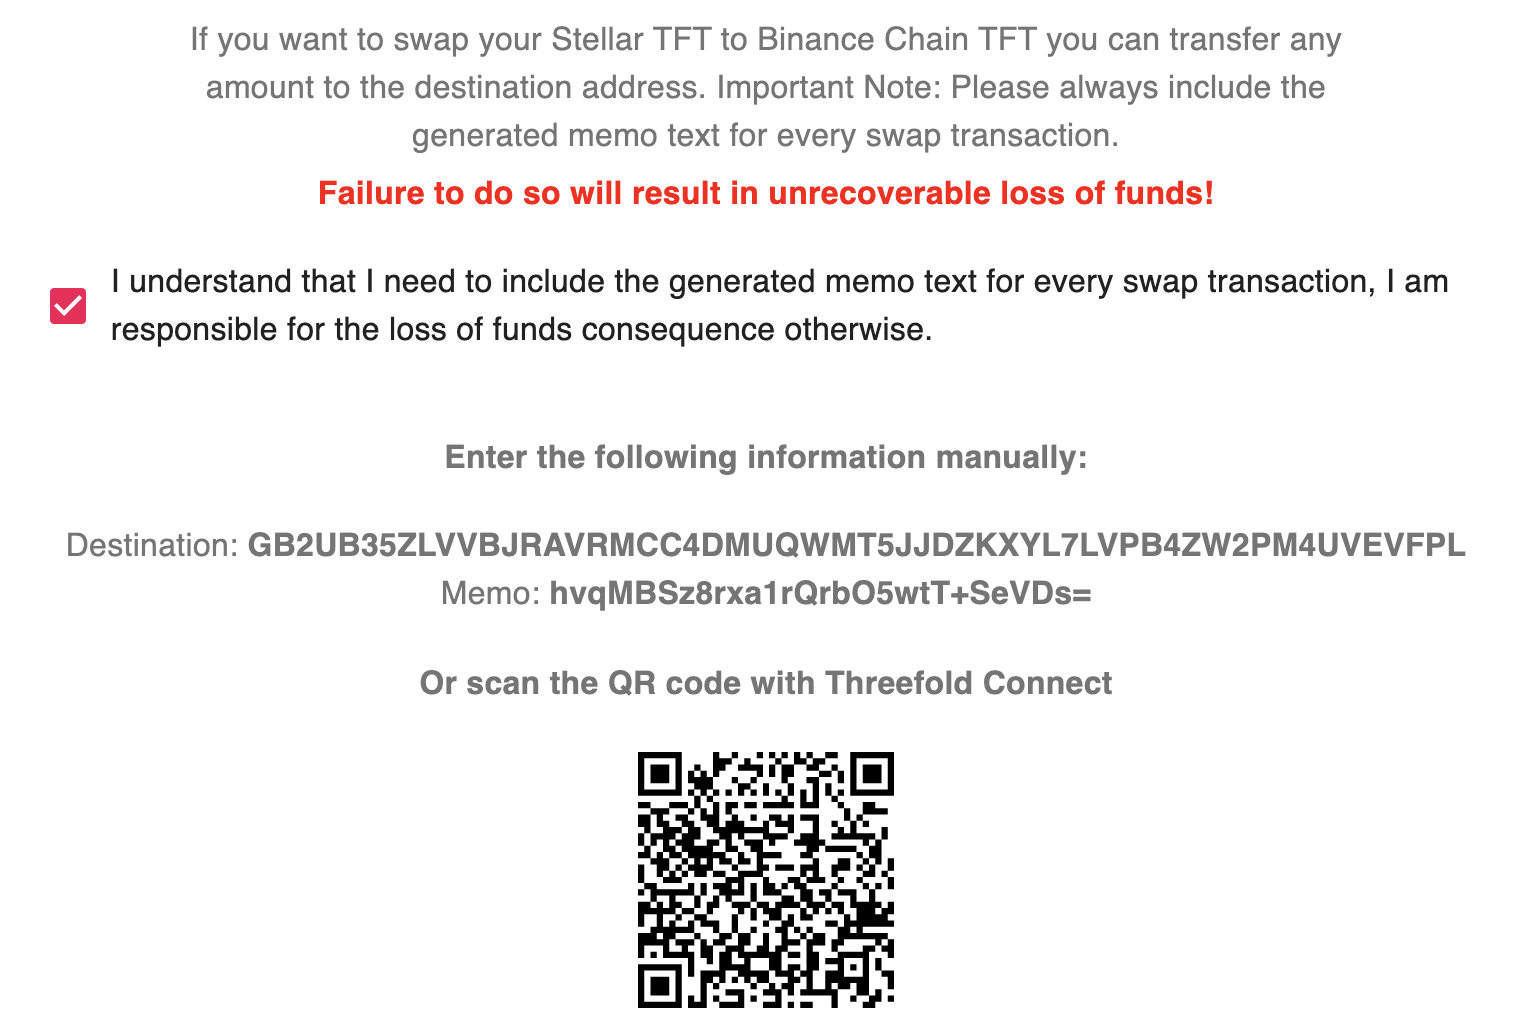 If you want to swap your Stellar TFT to Binance Chain TFT you can transfer any
amount to the destination address. Important Note: Please always include the
generated memo text for every swap transaction.
Failure to do so will result in unrecoverable loss of funds!
I understand that I need to include the generated memo text for every swap transaction, I am
responsible for the loss of funds consequence otherwise.
Enter the following information manually:
Destination: GB2UB35ZLVVBJRAVRMCC4DMUQWMT5JJDZKXYL7LVPB4ZW2PM4UVEVFPL
Memo: hvqMBSz8rxa1rQrbO5wtT+SeVDs=
Or scan the QR code with Threefold Connect